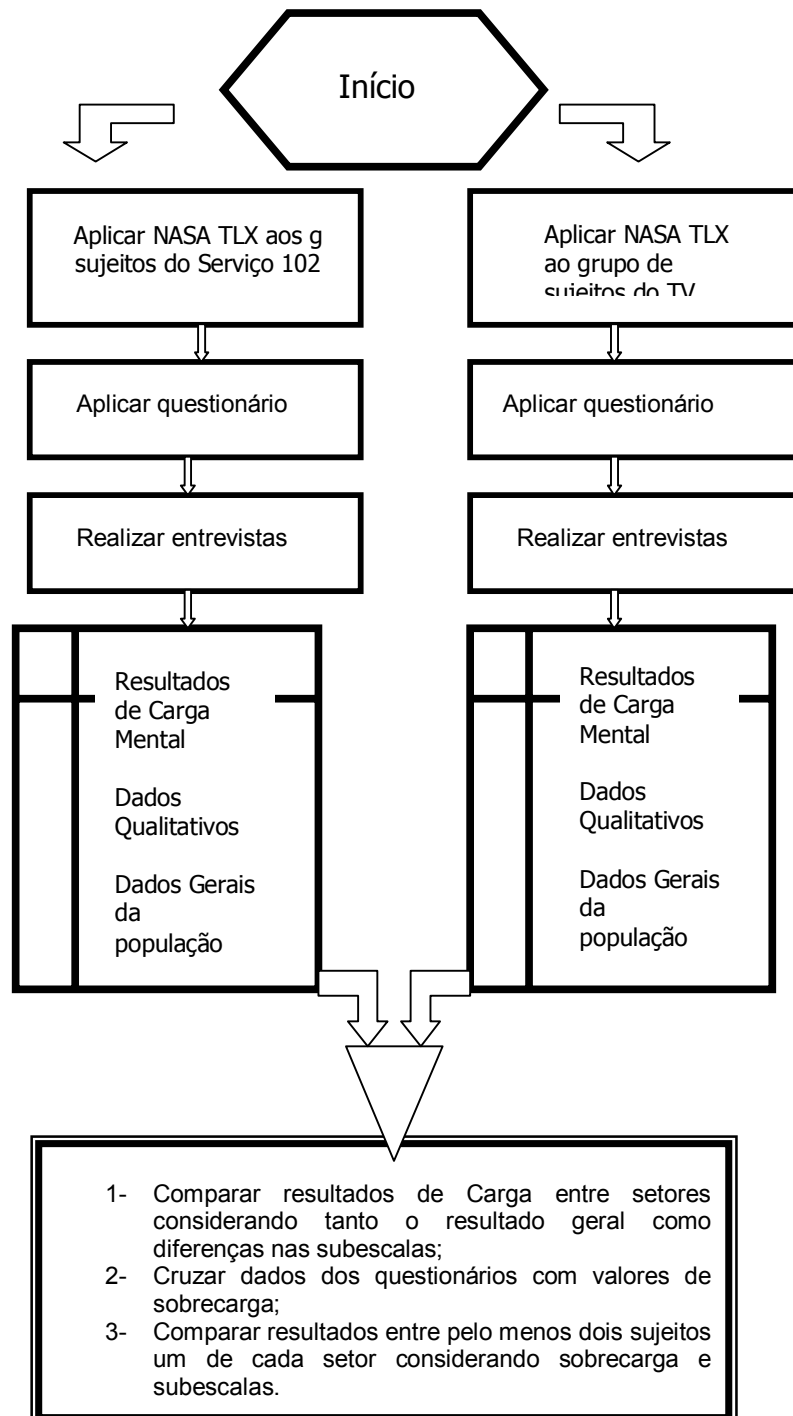 Início
Aplicar NASA TLX aos g
sujeitos do Serviço 102
Aplicar NASA TLX
ao grupo de
sujeitos do TV
Aplicar questionário
Aplicar questionário
Realizar entrevistas
Realizar entrevistas
Resultados
de Carga
Mental
Dados
Qualitativos
Dados Gerais
da
população
Resultados
de Carga
Mental
Dados
Qualitativos
Dados Gerais
da
população
1- Comparar resultados de Carga entre setores
considerando tanto o resultado geral como
diferenças nas subescalas;
2- Cruzar dados dos questionários com valores de
sobrecarga;
3- Comparar resultados entre pelo menos dois sujeitos
um de cada setor considerando sobrecarga e
subescalas.